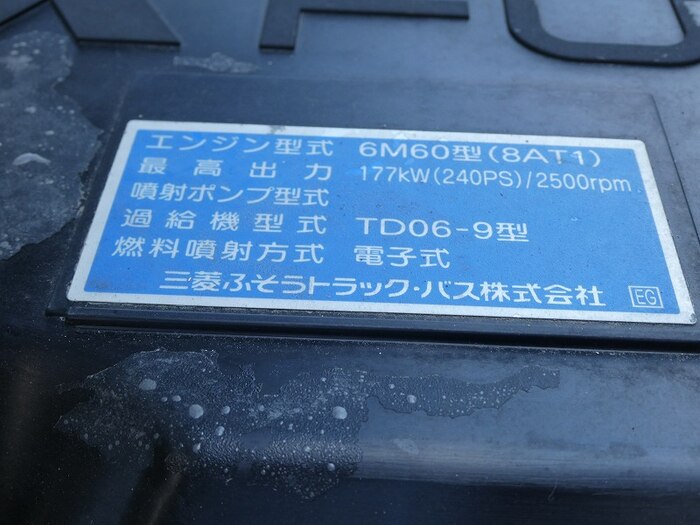 エンジン型式 6M60型(8AT1)
最高出力 177kW(240PS)/2500rpm
噴射ポンプ型式
過給機型式 TD06-9型
燃料噴射方式 電子式
三菱ふそうトラック・バス株式会社 EG